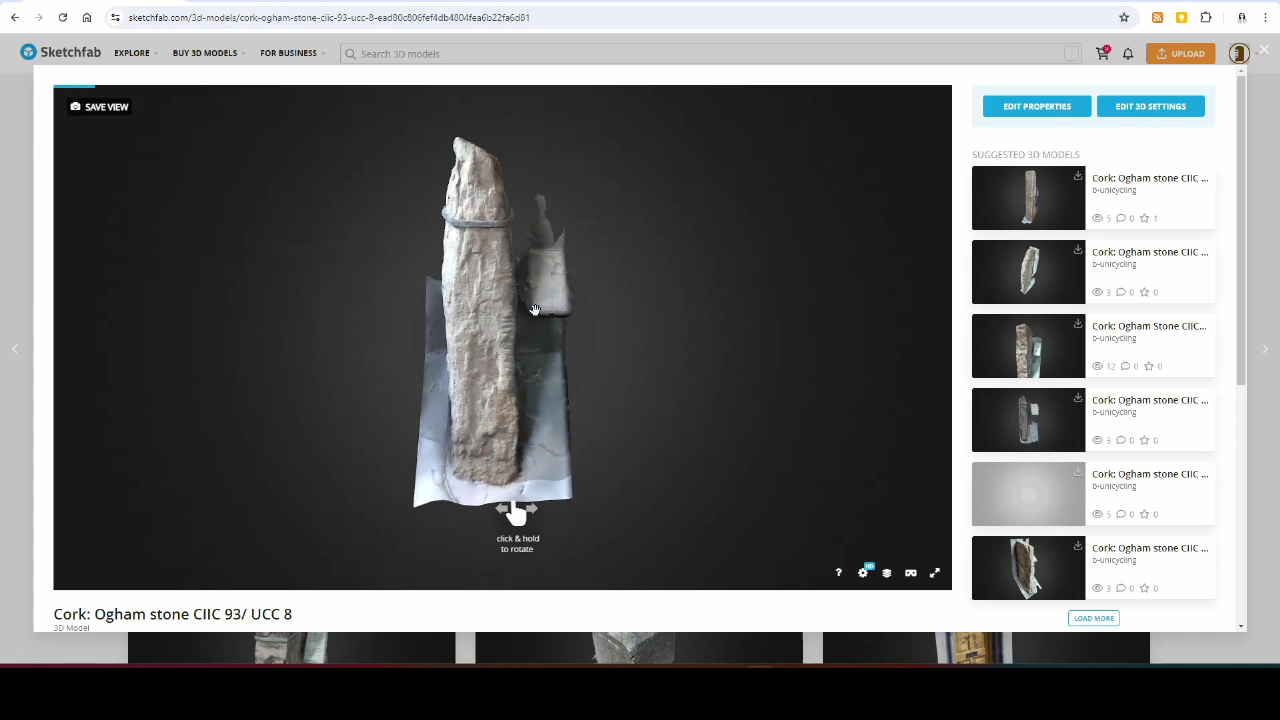 sketchfab.com/3d-models/cork-ogham-stone-ciic-93-ucc-8-ead80c806fef4db4804fea6b22fa6d81
Sketchfab EXPLORE BUY 3D MODELS FOR BUSINESS Search 3D models UPLOAD
SAVE VIEW
EDIT PROPERTIES EDIT 3D SETTINGS
SUGGESTED 3D MODELS
Cork: Ogham stone CIIC ...
b-unicycling
5 0 1
Cork: Ogham stone CIIC ...
b-unicycling
3 0 0
Cork: Ogham Stone CIIC...
b-unicycling
12 0 0
Cork: Ogham stone CIIC ...
b-unicycling
3 0 0
Cork: Ogham stone CIIC ...
b-unicycling
5 0 0
Cork: Ogham stone CIIC ...
b-unicycling
3 0 0
LOAD MORE
click & hold
to rotate
? HD
Cork: Ogham stone CIIC 93/ UCC 8
3D Model